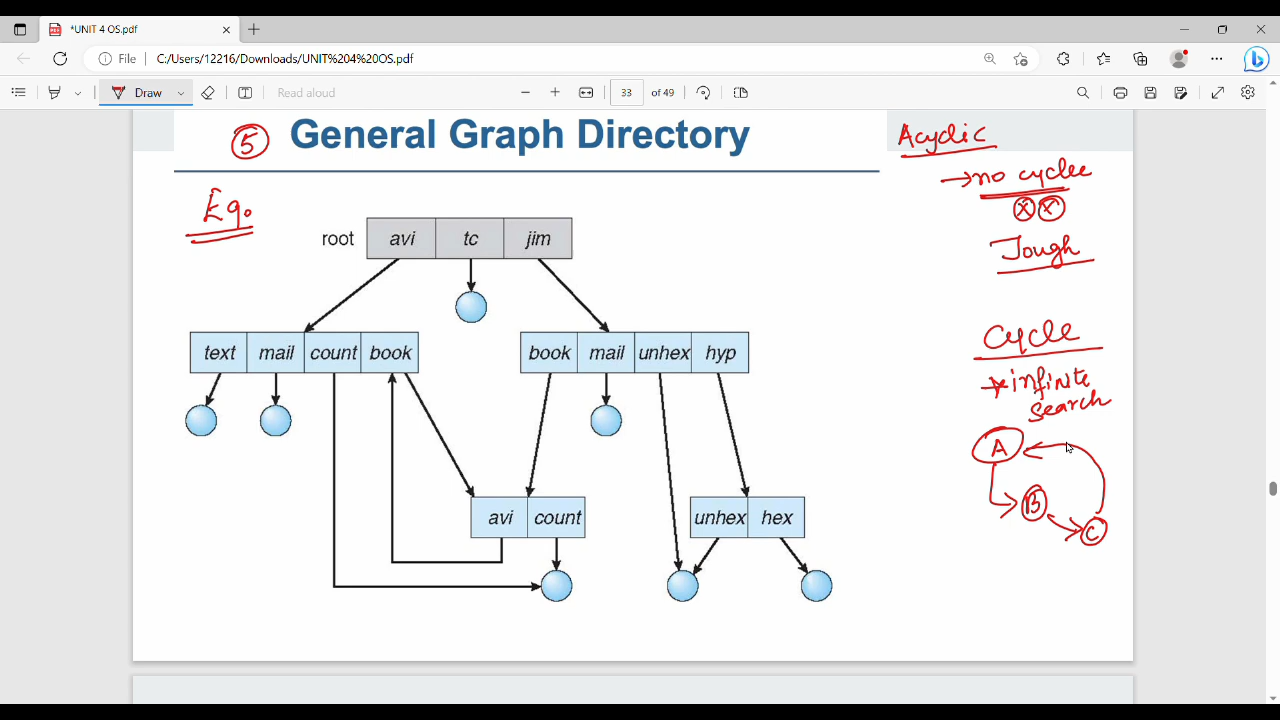 *UNIT 4 OS.pdf
File C:/Users/12216/Downloads/UNIT%204%20OS.pdf
Draw Read aloud 33 of 49
5 General Graph Directory
Acyclic
→ no cyclee
x x
Tough
Eg.
root avi tc jim
text mail count book
book mail unhex hyp
avi count
unhex hex
Cycle
infinite
search
A
B
C